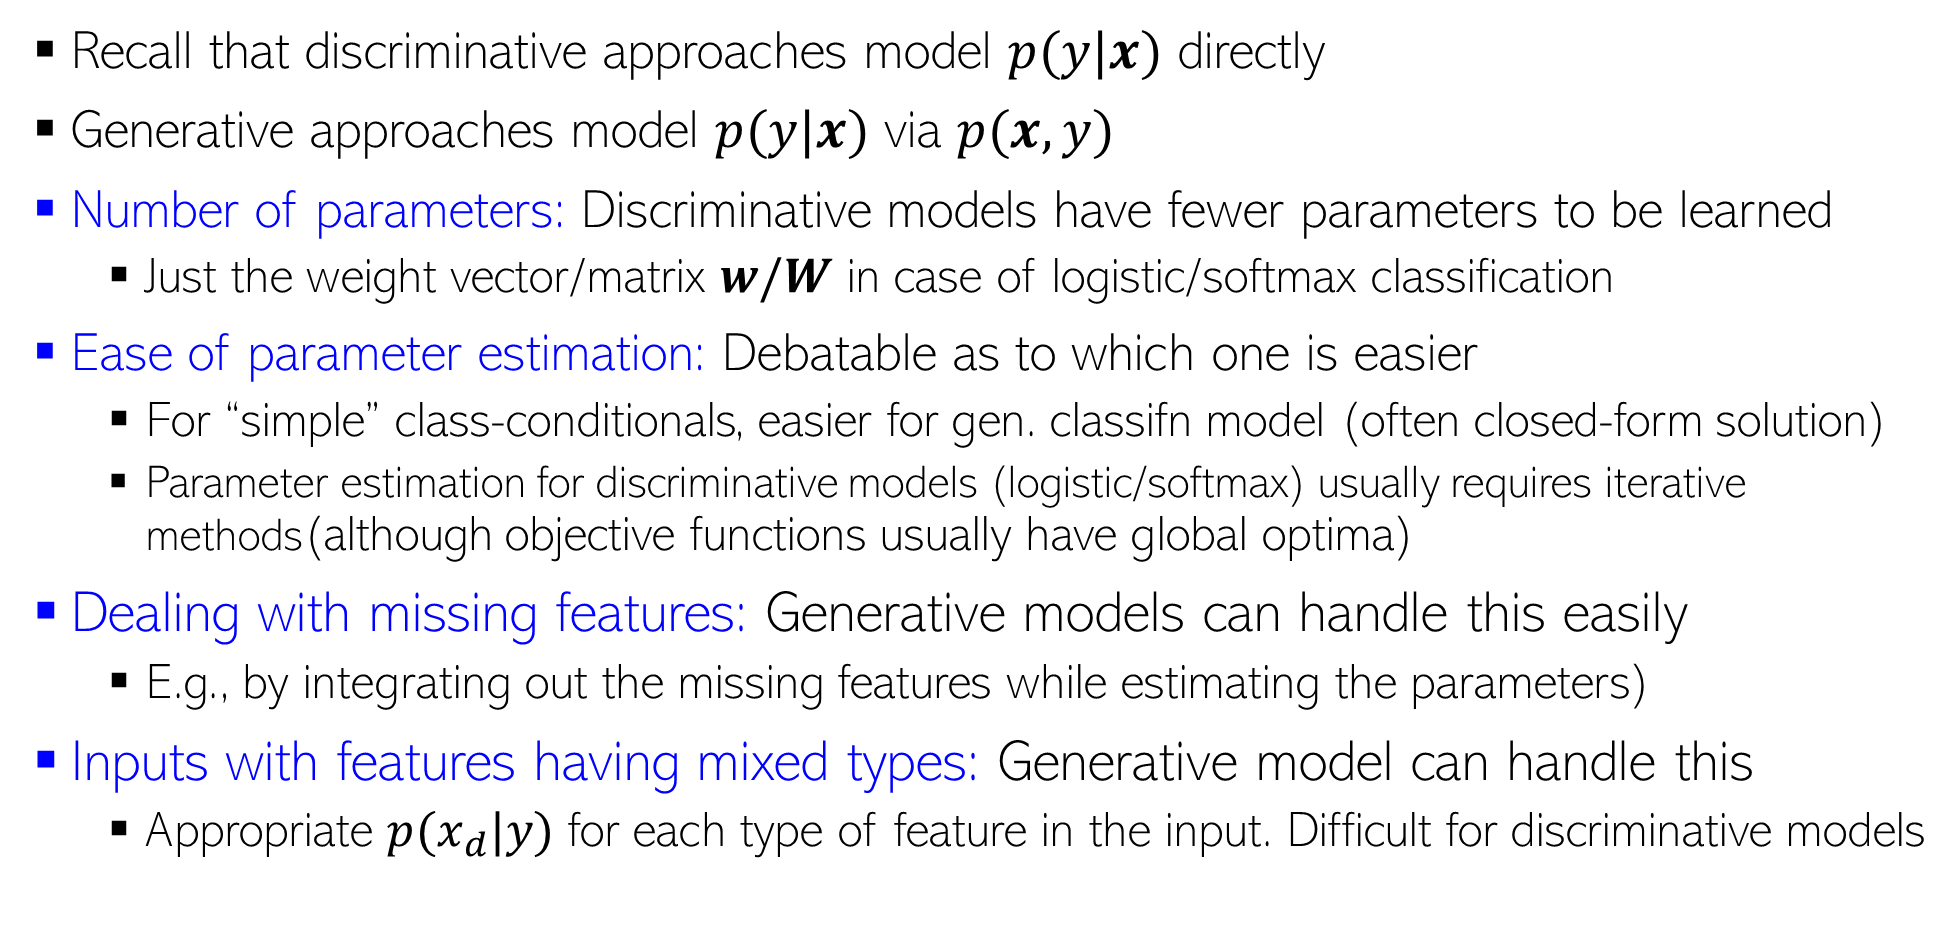 ▪ Recall that discriminative approaches model p(y|x) directly
▪ Generative approaches model p(y|x) via p(x, y)
▪ Number of parameters: Discriminative models have fewer parameters to be learned
▪ Just the weight vector/matrix w/W in case of logistic/softmax classification
▪ Ease of parameter estimation: Debatable as to which one is easier
▪ For “simple” class-conditionals, easier for gen. classifn model (often closed-form solution)
▪ Parameter estimation for discriminative models (logistic/softmax) usually requires iterative
methods (although objective functions usually have global optima)
▪ Dealing with missing features: Generative models can handle this easily
▪ E.g., by integrating out the missing features while estimating the parameters)
▪ Inputs with features having mixed types: Generative model can handle this
▪ Appropriate p(x_d|y) for each type of feature in the input. Difficult for discriminative models